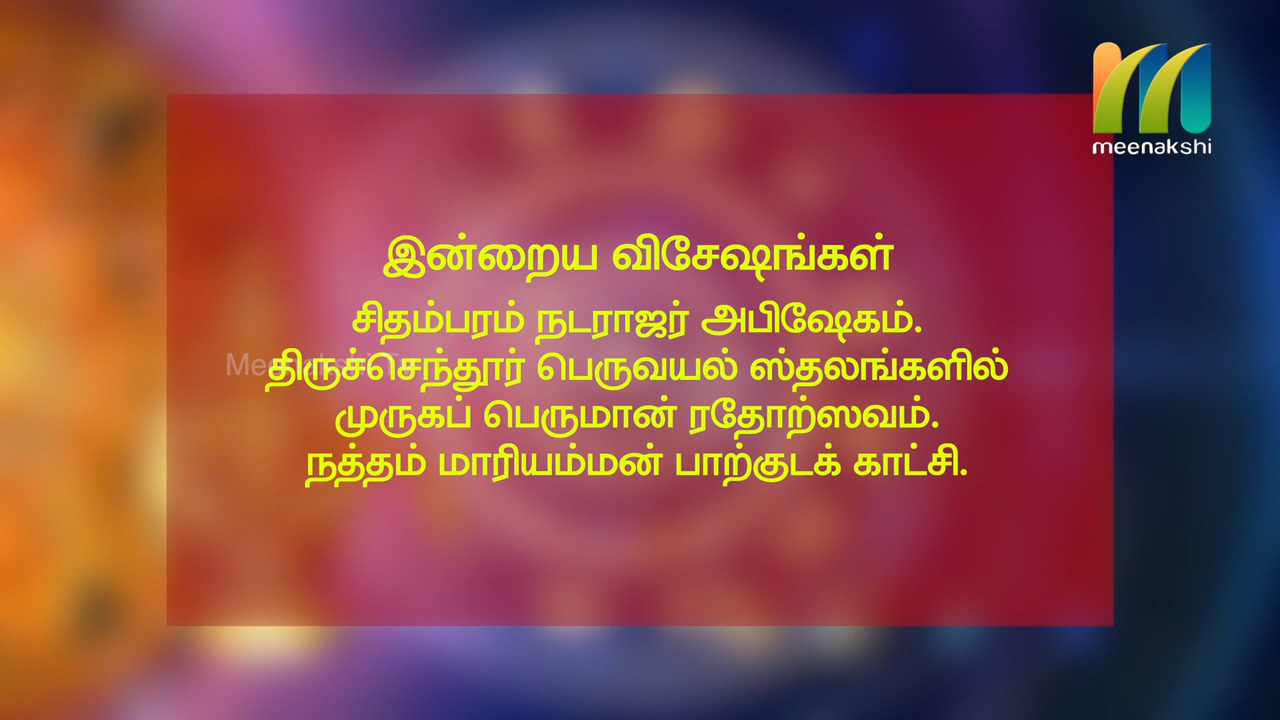 meenakshi
இன்றைய விசேஷங்கள்
சிதம்பரம் நடராஜர் அபிஷேகம்.
திருச்செந்தூர் பெருவயல் ஸ்தலங்களில்
முருகப் பெருமான் ரதோற்ஸவம்.
நத்தம் மாரியம்மன் பாற்குடக் காட்சி.